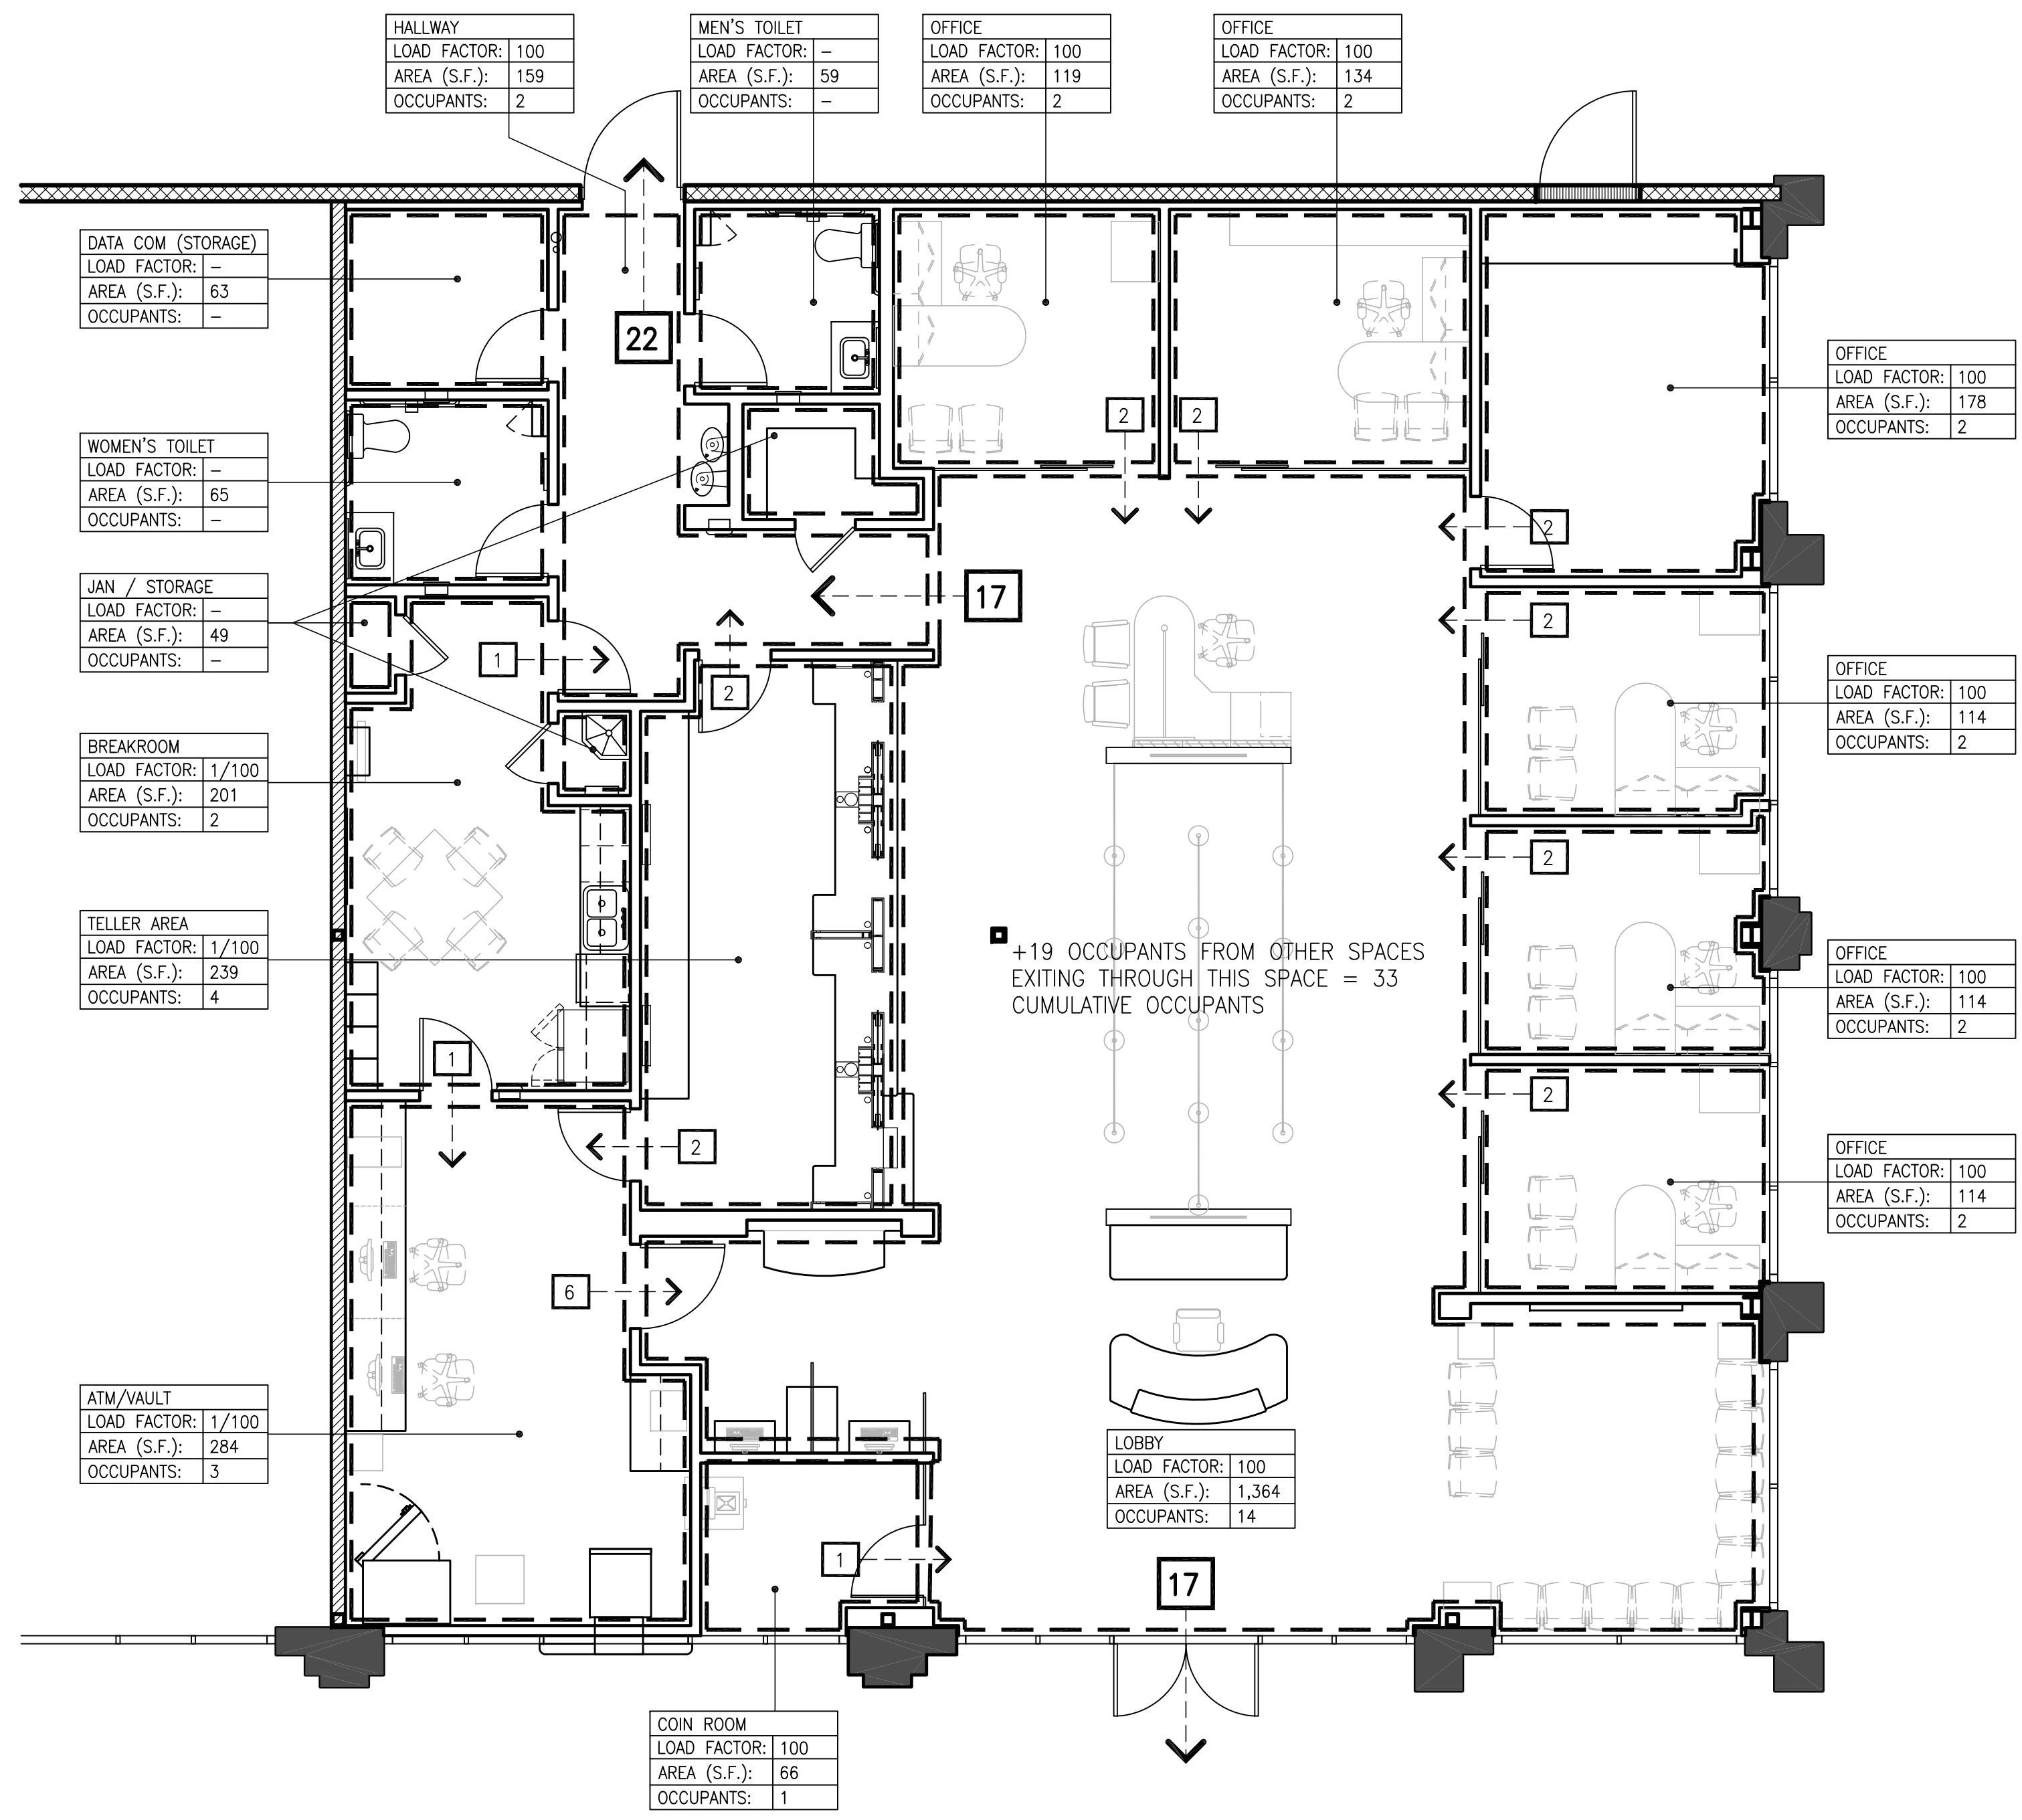 HALLWAY
LOAD FACTOR: 100
AREA (S.F.): 159
OCCUPANTS: 2
MEN'S TOILET
LOAD FACTOR: –
AREA (S.F.): 59
OCCUPANTS: –
OFFICE
LOAD FACTOR: 100
AREA (S.F.): 119
OCCUPANTS: 2
OFFICE
LOAD FACTOR: 100
AREA (S.F.): 134
OCCUPANTS: 2
DATA COM (STORAGE)
LOAD FACTOR: –
AREA (S.F.): 63
OCCUPANTS: –
22
OFFICE
LOAD FACTOR: 100
AREA (S.F.): 178
OCCUPANTS: 2
2
2
WOMEN'S TOILET
LOAD FACTOR: –
AREA (S.F.): 65
OCCUPANTS: –
2
JAN / STORAGE
LOAD FACTOR: –
AREA (S.F.): 49
OCCUPANTS: –
17
2
1
2
OFFICE
LOAD FACTOR: 100
AREA (S.F.): 114
OCCUPANTS: 2
BREAKROOM
LOAD FACTOR: 1/100
AREA (S.F.): 201
OCCUPANTS: 2
2
TELLER AREA
LOAD FACTOR: 1/100
AREA (S.F.): 239
OCCUPANTS: 4
+19 OCCUPANTS FROM OTHER SPACES
EXITING THROUGH THIS SPACE = 33
CUMULATIVE OCCUPANTS
OFFICE
LOAD FACTOR: 100
AREA (S.F.): 114
OCCUPANTS: 2
1
2
2
OFFICE
LOAD FACTOR: 100
AREA (S.F.): 114
OCCUPANTS: 2
6
ATM/VAULT
LOAD FACTOR: 1/100
AREA (S.F.): 284
OCCUPANTS: 3
LOBBY
LOAD FACTOR: 100
AREA (S.F.): 1,364
OCCUPANTS: 14
1
17
COIN ROOM
LOAD FACTOR: 100
AREA (S.F.): 66
OCCUPANTS: 1